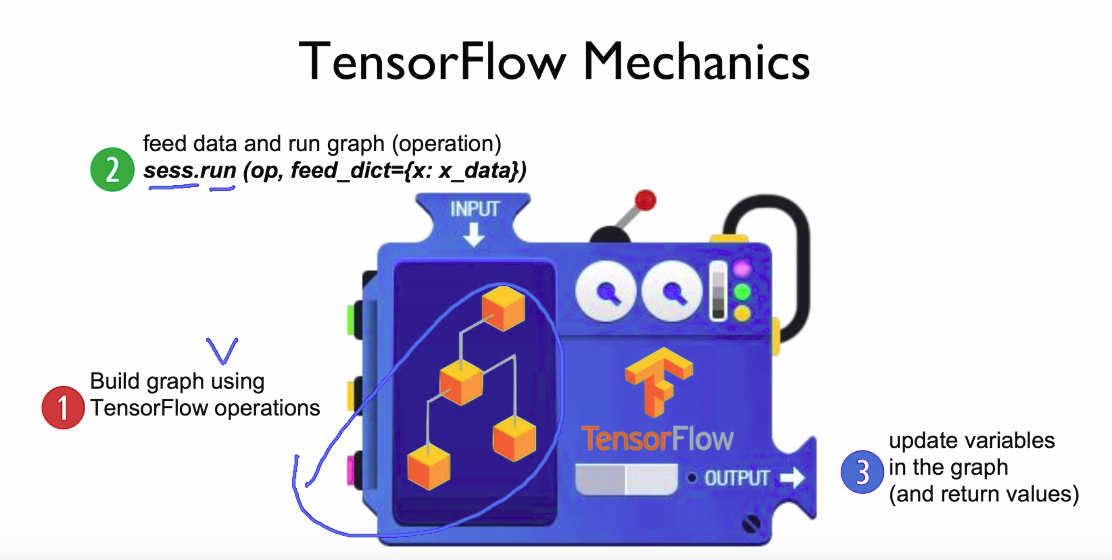 TensorFlow Mechanics
2
feed data and run graph (operation)
sess.run (op, feed_dict={x: x_data})
INPUT
1
Build graph using
TensorFlow operations
TensorFlow
OUTPUT
3
update variables
in the graph
(and return values)